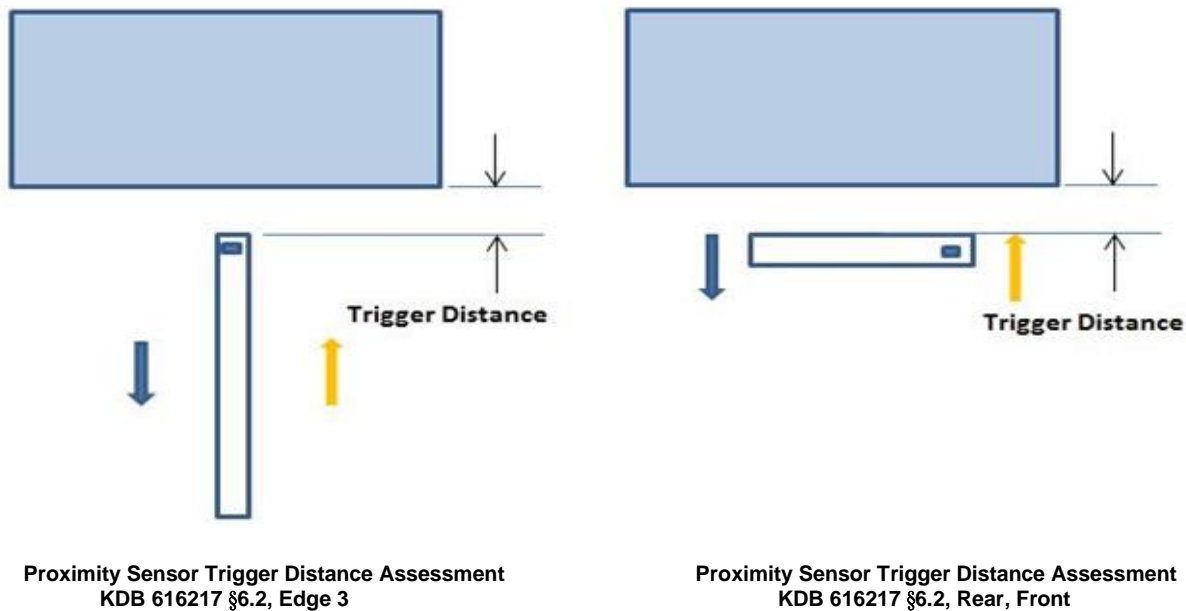 Trigger Distance
Trigger Distance
Proximity Sensor Trigger Distance Assessment
KDB 616217 §6.2, Edge 3
Proximity Sensor Trigger Distance Assessment
KDB 616217 §6.2, Rear, Front